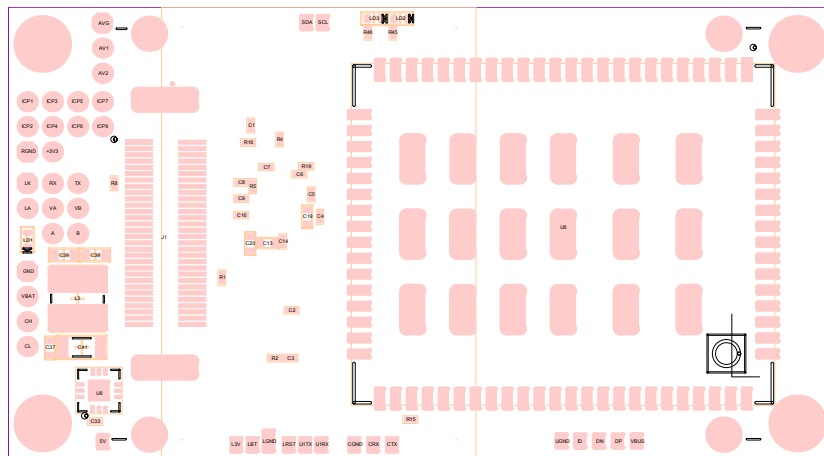 AVG
SDA SCL
LD3 LD2
R46 R45
AV1
AV2
ICP1 ICP3 ICP5 ICP7
ICP2 ICP4 ICP6 ICP8
C1
R16 R4
RGND +3V3
C7 R19
C6
LK RX TX R8
C8 R5
C5
C9
LA VA VB
C10 C19 C4
U6
A B
LD1
J1
C20 C13 C14
C39 C38
GND
R1
VBAT L3
C2
CH
CL C37 C41
R2 C3
U8
C33
R15
5V
L3V LBT LGND LRST U1TX U1RX CGND CRX CTX
UGND ID DN DP VBUS